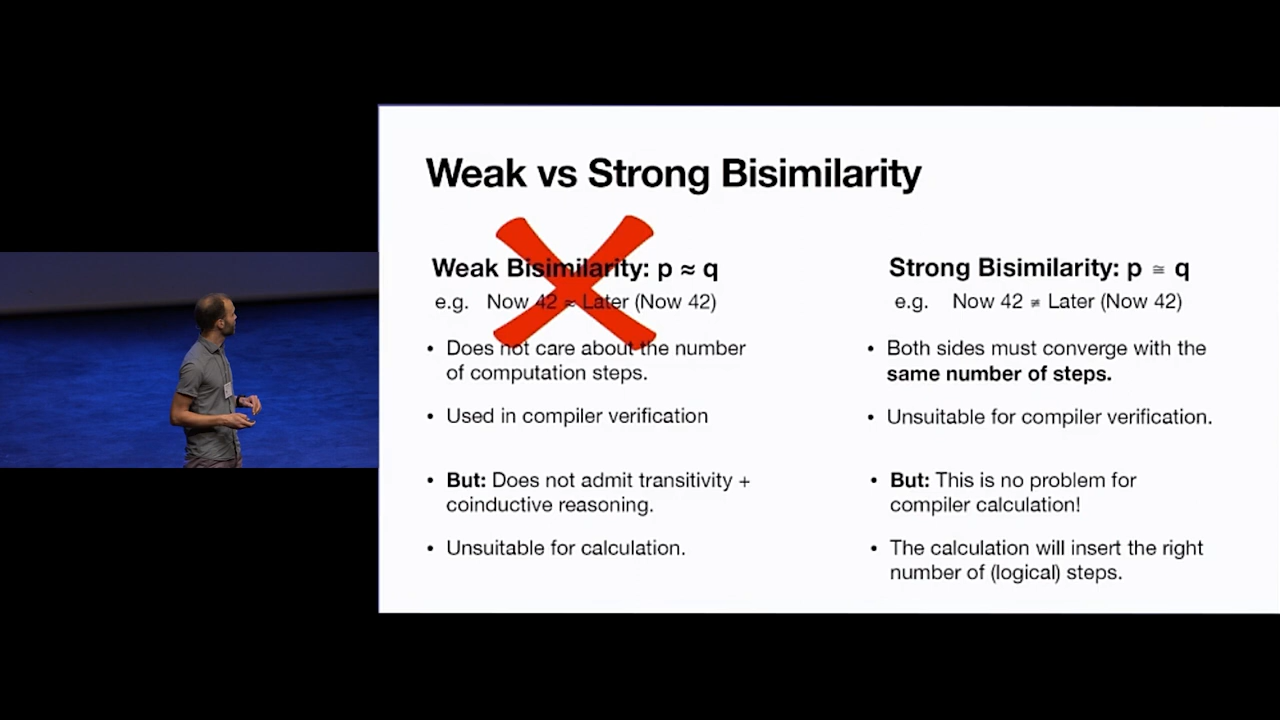 Weak vs Strong Bisimilarity
Weak Bisimilarity: p ≈ q
e.g. Now 42 ≈ Later (Now 42)
• Does not care about the number
of computation steps.
• Used in compiler verification
• But: Does not admit transitivity +
coinductive reasoning.
• Unsuitable for calculation.
Strong Bisimilarity: p ≅ q
e.g. Now 42 ≇ Later (Now 42)
• Both sides must converge with the
same number of steps.
• Unsuitable for compiler verification.
• But: This is no problem for
compiler calculation!
• The calculation will insert the right
number of (logical) steps.